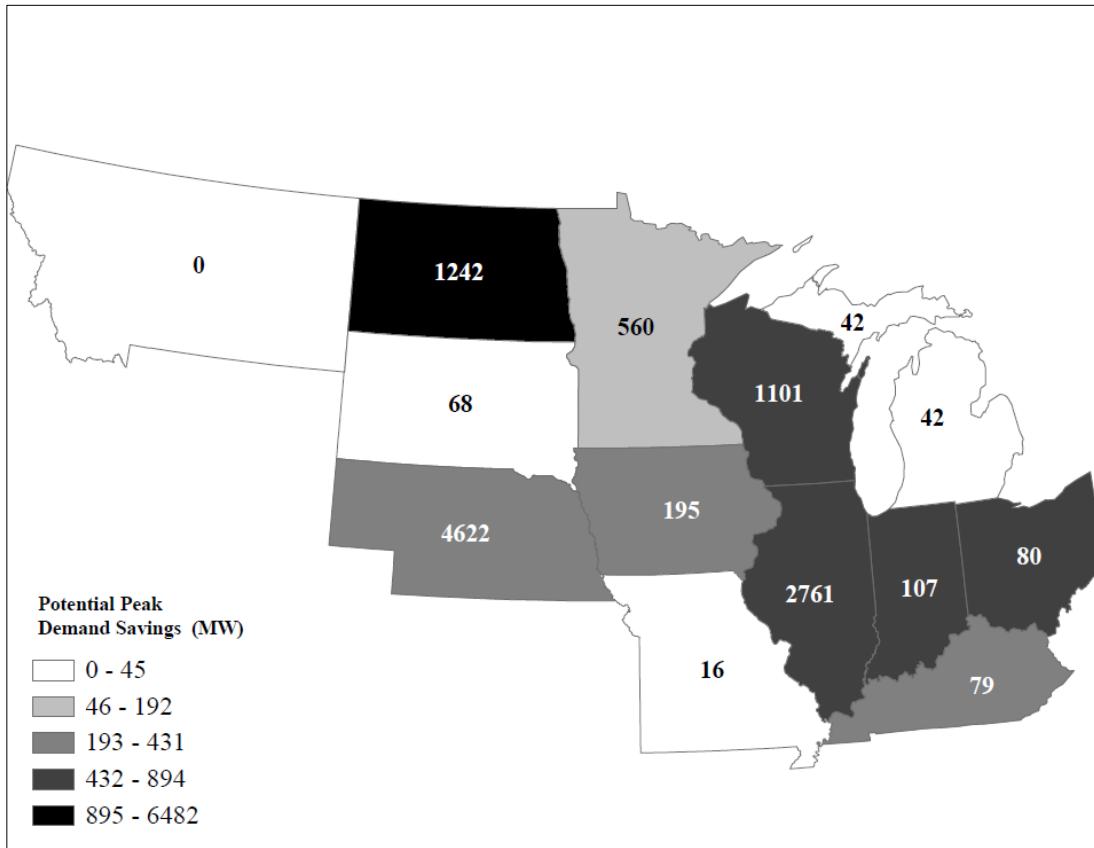 0
1242
560
42
68
1101
42
4622
195
2761
107
80
16
79
Potential Peak
Demand Savings (MW)
0 - 45
46 - 192
193 - 431
432 - 894
895 - 6482